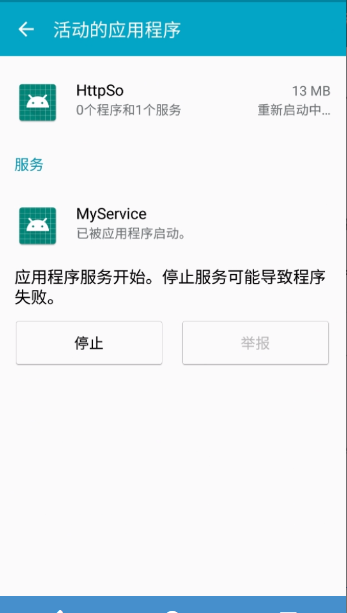 活动的应用程序
HttpSo
13 MB
0个程序和1个服务
重新启动中...
服务
MyService
已被应用程序启动。
应用程序服务开始。停止服务可能导致程序
失败。
停止
举报